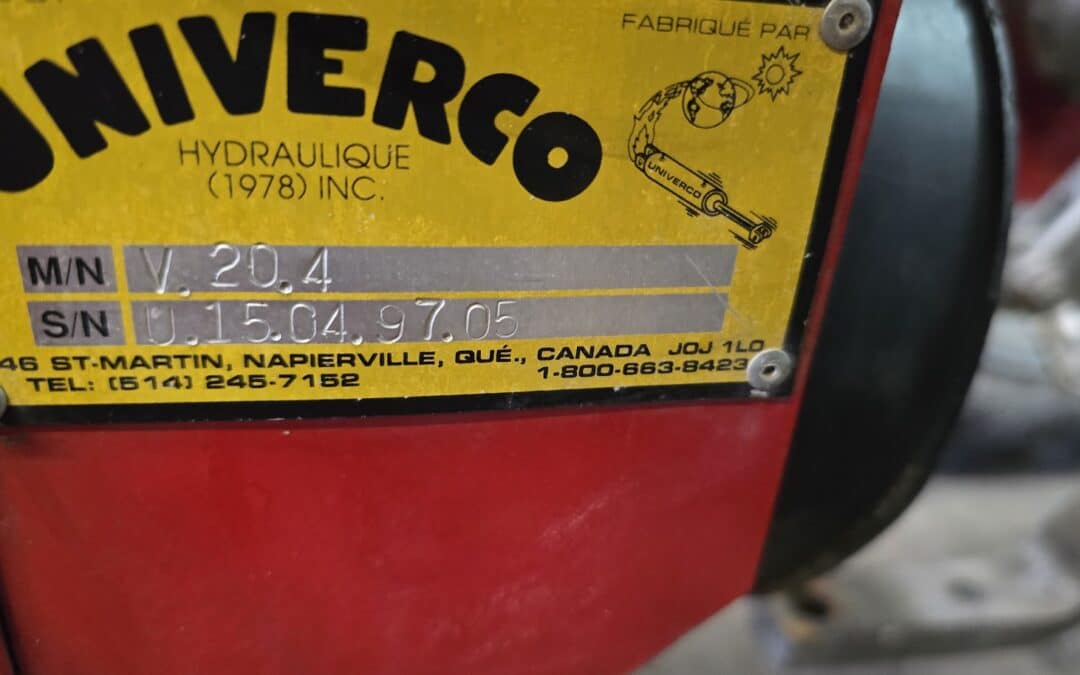 UNIVERCO
FABRIQUÉ PAR
HYDRAULIQUE
(1978) INC.
UNIVERCO
M/N V.20.4
S/N U.15.04.97.05
46 ST-MARTIN, NAPIERVILLE, QUÉ., CANADA J0J 1L0
TEL: (514) 245-7152 1-800-663-8423